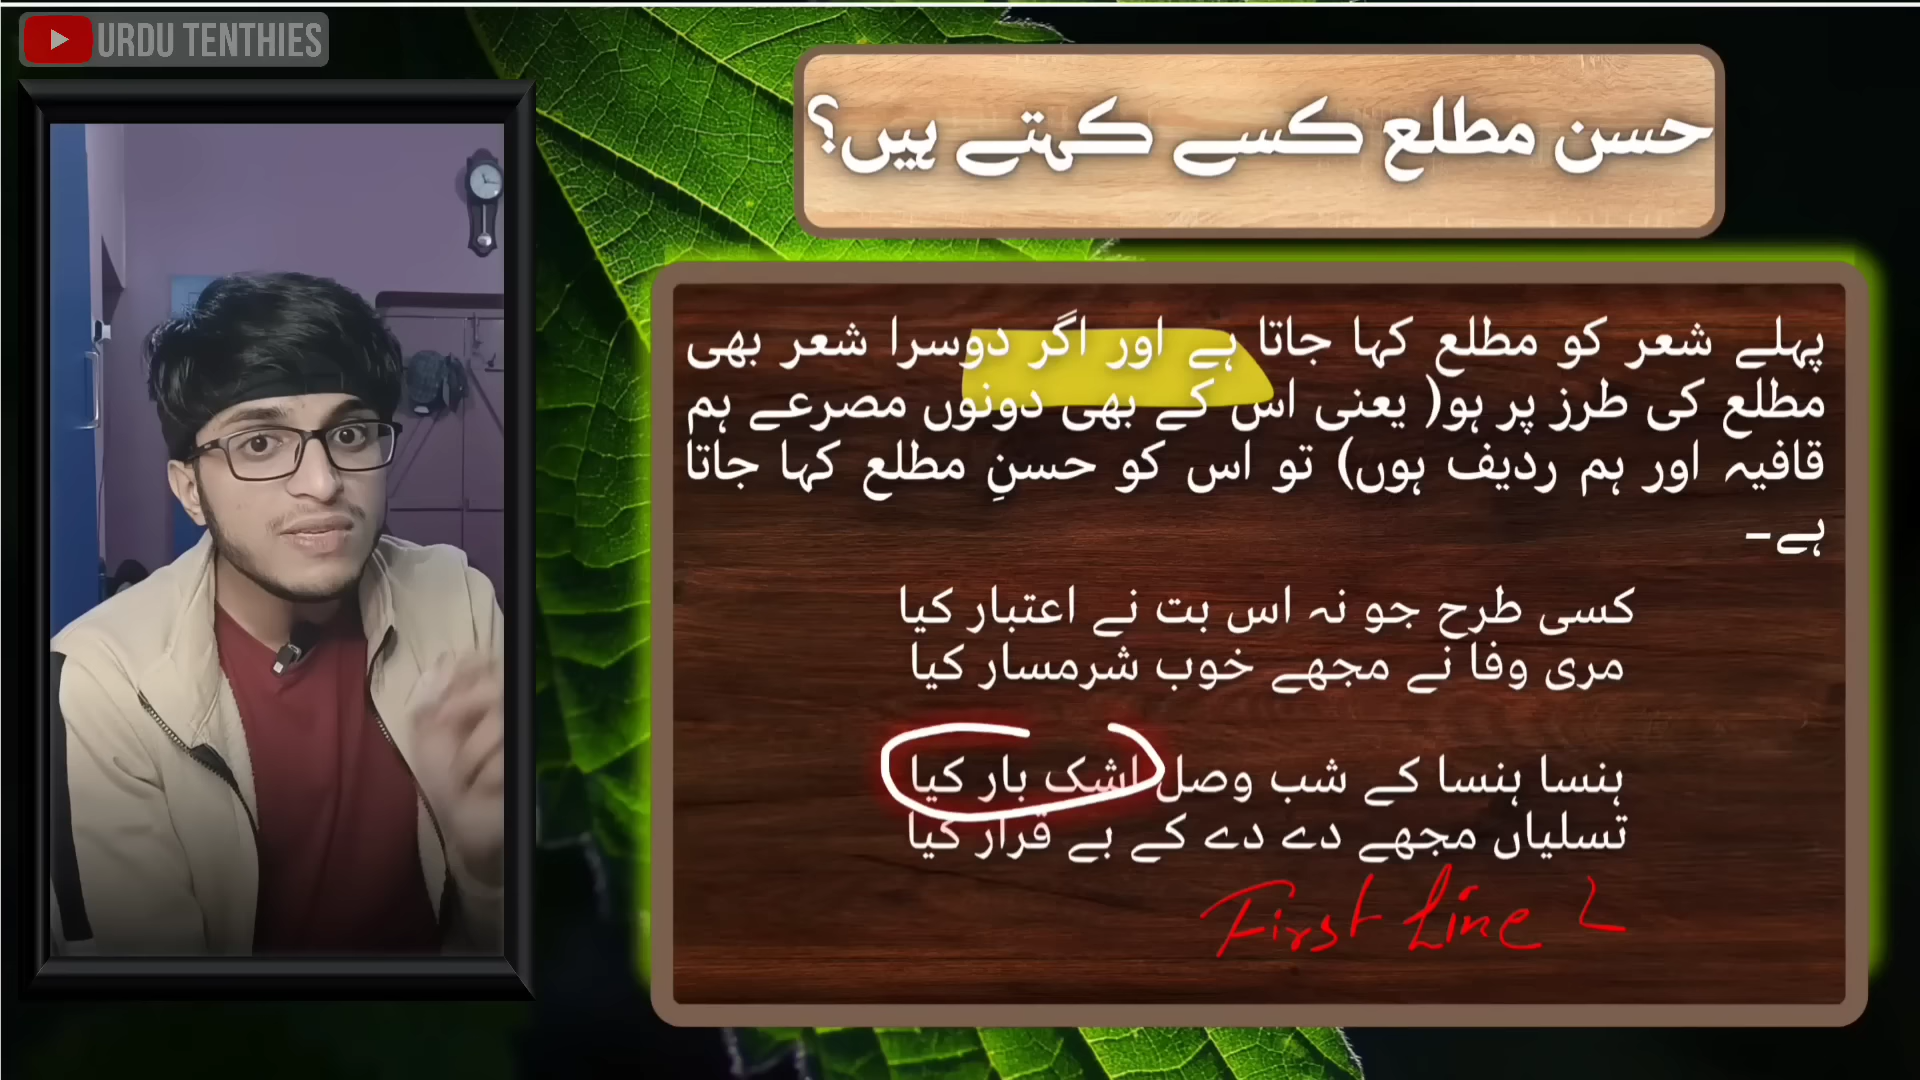 URDU TENTHIES
حسن مطلع کسے کہتے ہیں؟
پہلے شعر کو مطلع کہا جاتا ہے اور اگر دوسرا شعر بھی
مطلع کی طرز پر ہو( یعنی اس کے بھی دونوں مصرعے ہم
قافیہ اور ہم ردیف ہوں) تو اس کو حسنِ مطلع کہا جاتا
ہے۔
کسی طرح جو نہ اس بت نے اعتبار کیا
مری وفا نے مجھے خوب شرمسار کیا
ہنسا ہنسا کے شب وصل اشک بار کیا
تسلیاں مجھے دے دے کے بے قرار کیا
First line